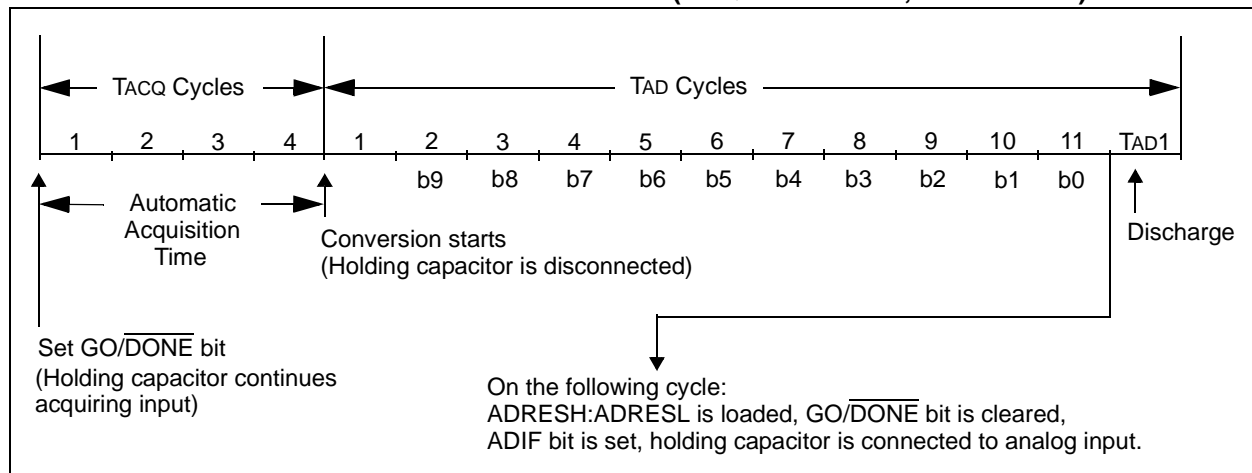 TACQ Cycles
TAD Cycles
1 2 3 4 1 2 3 4 5 6 7 8 9 10 11 TAD1
b9 b8 b7 b6 b5 b4 b3 b2 b1 b0
Automatic
Acquisition
Time
Conversion starts
(Holding capacitor is disconnected)
Discharge
Set GO/DONE bit
(Holding capacitor continues
acquiring input)
On the following cycle:
ADRESH:ADRESL is loaded, GO/DONE bit is cleared,
ADIF bit is set, holding capacitor is connected to analog input.